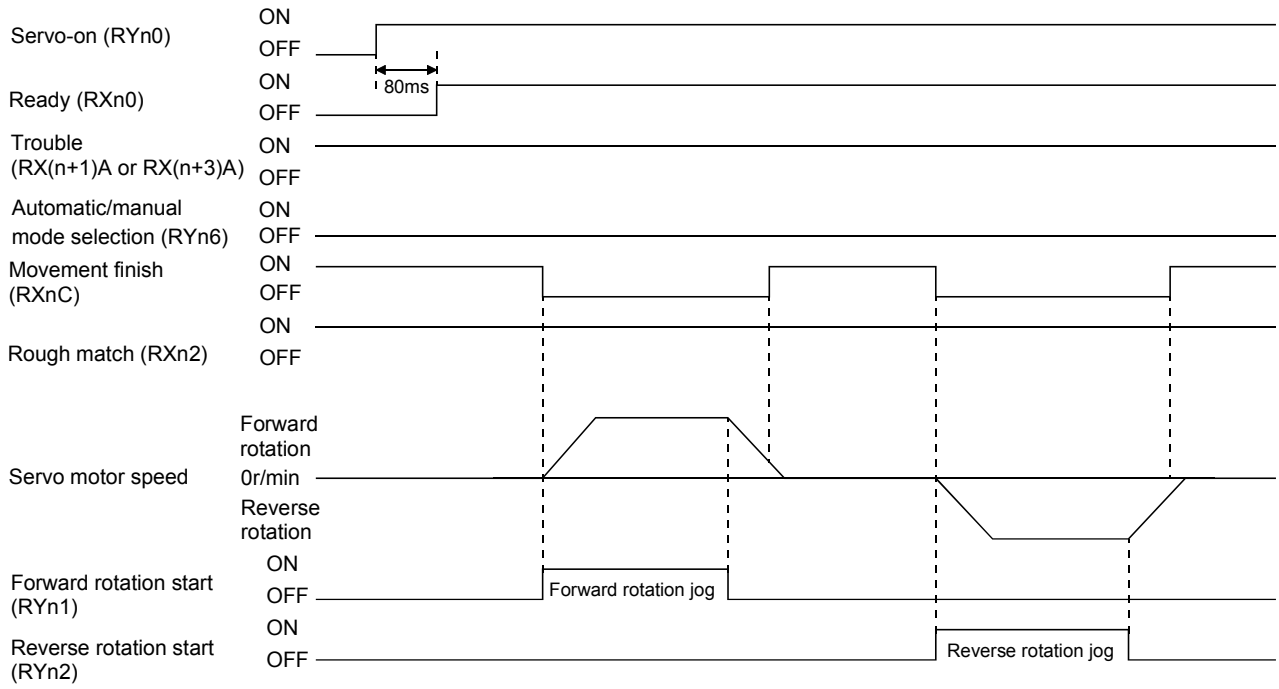 Servo-on (RYn0)
ON
OFF
80ms
Ready (RXn0)
ON
OFF
Trouble
(RX(n+1)A or RX(n+3)A)
ON
OFF
Automatic/manual
mode selection (RYn6)
ON
OFF
Movement finish
(RXnC)
ON
OFF
Rough match (RXn2)
ON
OFF
Servo motor speed
Forward
rotation
0r/min
Reverse
rotation
Forward rotation start
(RYn1)
ON
OFF
Forward rotation jog
Reverse rotation start
(RYn2)
ON
OFF
Reverse rotation jog